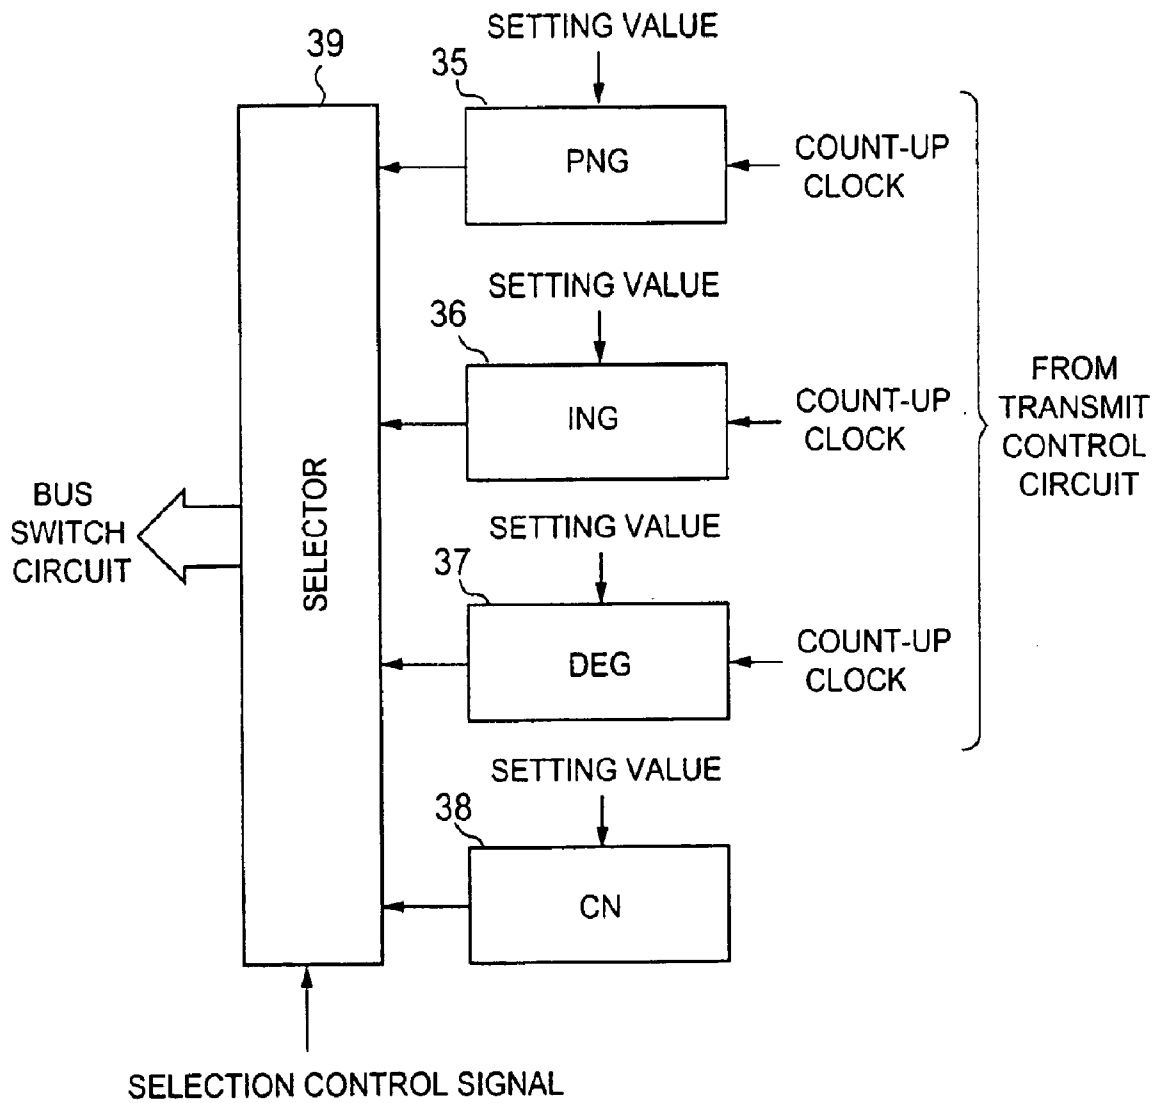 SETTING VALUE
39
35
PNG
COUNT-UP
CLOCK
SETTING VALUE
36
ING
COUNT-UP
CLOCK
FROM
TRANSMIT
CONTROL
CIRCUIT
BUS
SWITCH
CIRCUIT
SELECTOR
SETTING VALUE
37
DEG
COUNT-UP
CLOCK
SETTING VALUE
38
CN
SELECTION CONTROL SIGNAL